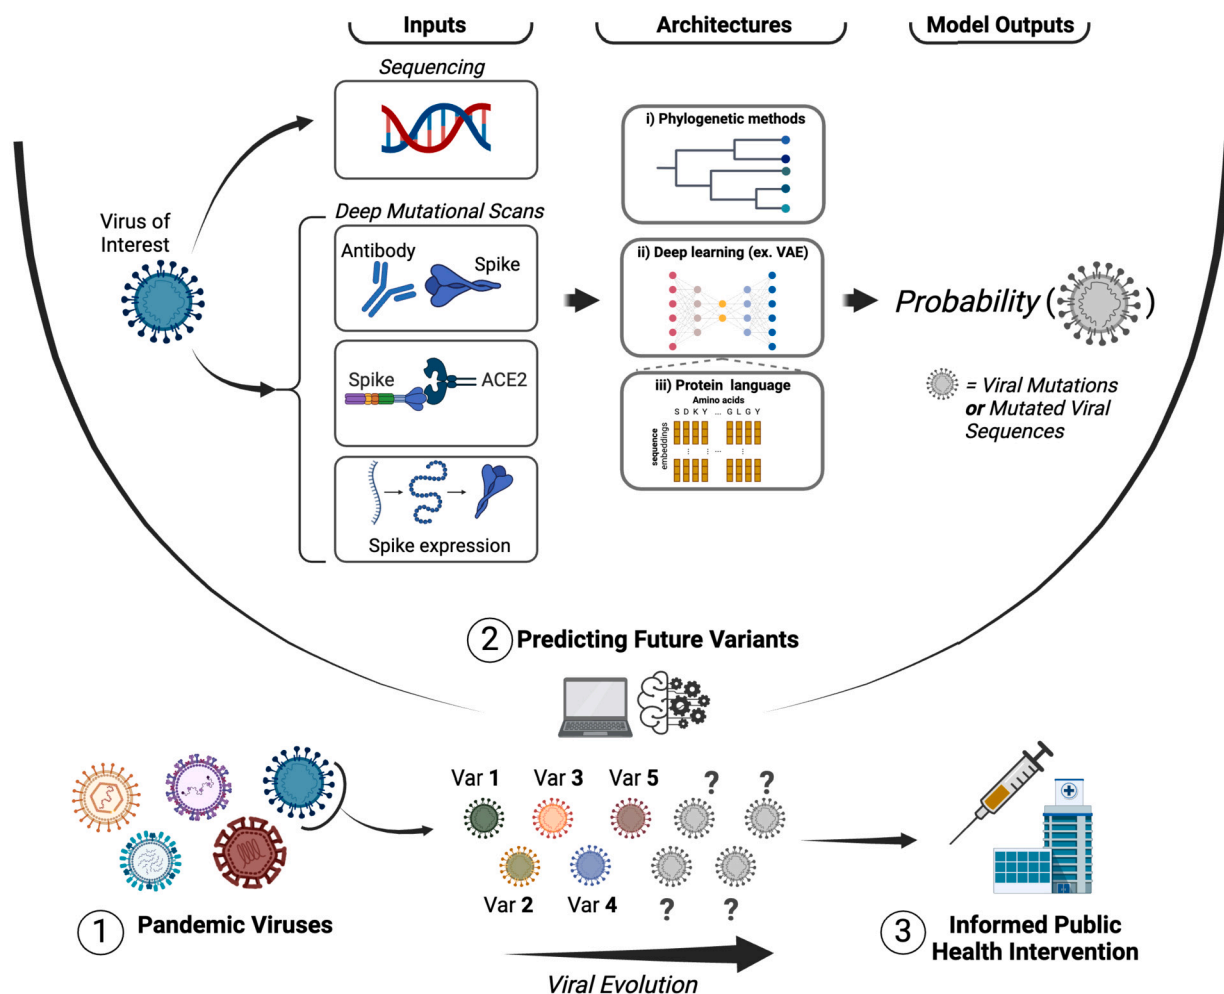 Inputs
Architectures
Model Outputs
Sequencing
Virus of
Interest
Deep Mutational Scans
Antibody
Spike
Spike
ACE2
Spike expression
i) Phylogenetic methods
ii) Deep learning (ex. VAE)
iii) Protein language
Amino acids
S D K Y ... G L G Y
sequence
embeddings
...
Probability ( )
= Viral Mutations
or Mutated Viral
Sequences
2 Predicting Future Variants
Var 1 Var 3 Var 5 ? ?
Var 2 Var 4 ? ?
1 Pandemic Viruses
Viral Evolution
3 Informed Public
Health Intervention